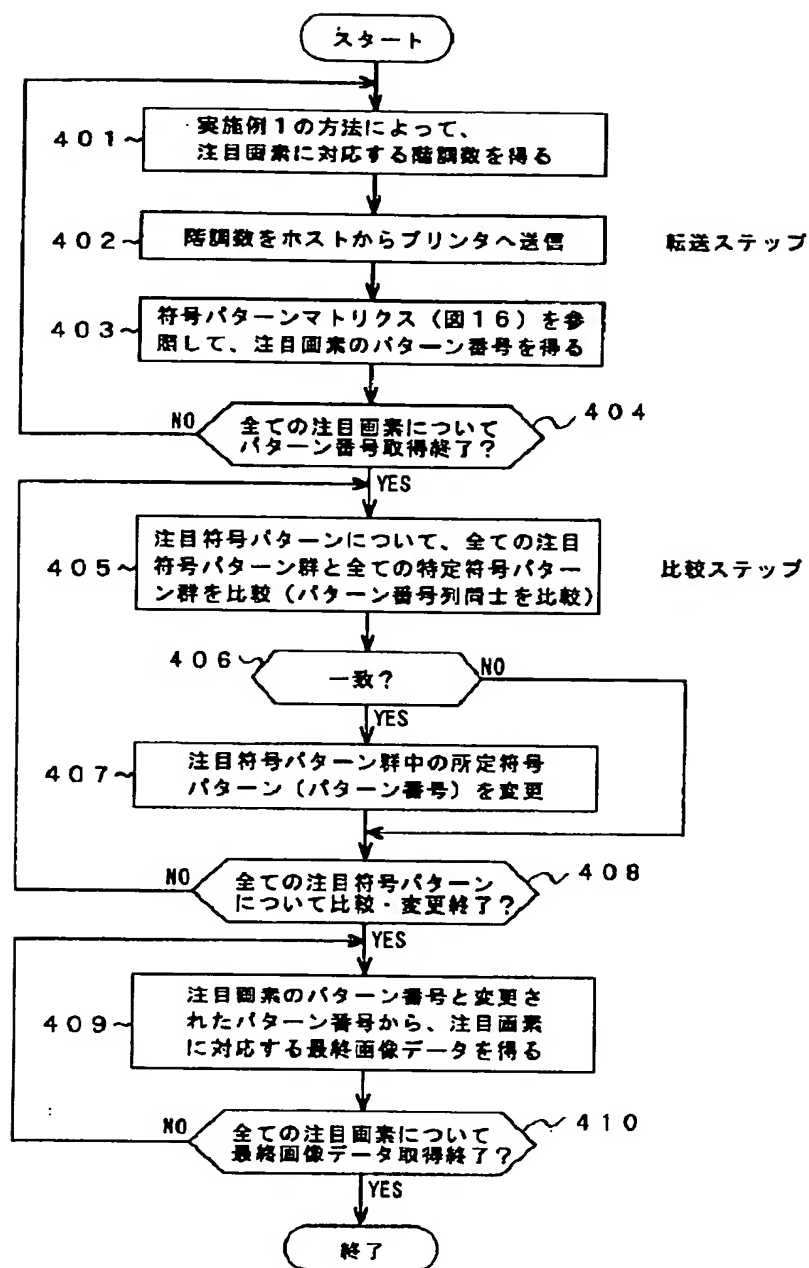 スタート
401
実施例1の方法によって、
注目画素に対応する階調数を得る
402
階調数をホストからプリンタへ送信
転送ステップ
403
符号パターンマトリクス(図16)を参
照して、注目画素のパターン番号を得る
404
NO
全ての注目画素について
パターン番号取得終了?
YES
405
注目符号パターンについて、全ての注目
符号パターン群と全ての特定符号パター
ン群を比較(パターン番号列同士を比較)
比較ステップ
406
一致?
NO
YES
407
注目符号パターン群中の所定符号
パターン(パターン番号)を変更
408
NO
全ての注目符号パターン
について比較・変更終了?
YES
409
注目画素のパターン番号と変更さ
れたパターン番号から、注目画素
に対応する最終画像データを得る
410
NO
全ての注目画素について
最終画像データ取得終了?
YES
終了